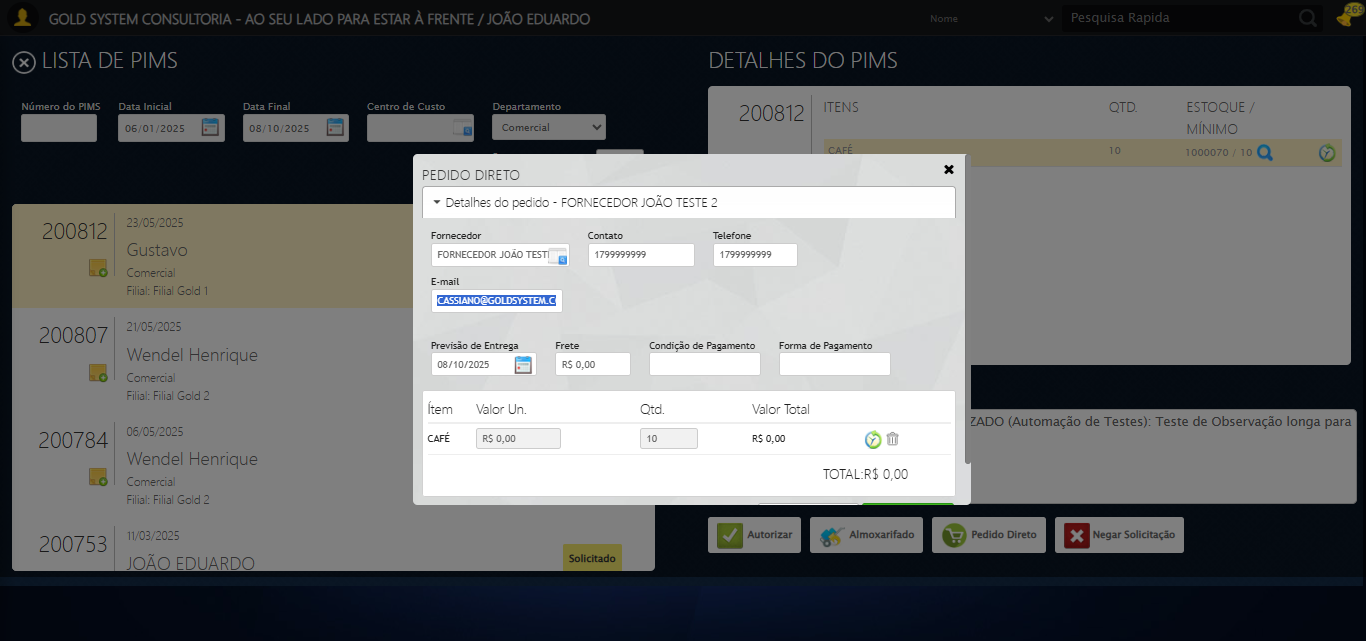 GOLD SYSTEM CONSULTORIA - AO SEU LADO PARA ESTAR À FRENTE / JOÃO EDUARDO
Nome
Pesquisa Rapida
269
LISTA DE PIMS
Número do PIMS
Data Inicial
Data Final
Centro de Custo
Departamento
06/01/2025
08/10/2025
Comercial
200812
23/05/2025
Gustavo
Comercial
Filial: Filial Gold 1
200807
21/05/2025
Wendel Henrique
Comercial
Filial: Filial Gold 2
200784
06/05/2025
Wendel Henrique
Comercial
Filial: Filial Gold 2
200753
11/03/2025
JOÃO EDUARDO
Solicitado
DETALHES DO PIMS
200812
ITENS
QTD.
ESTOQUE /
MÍNIMO
CAFÉ
10
1000070 / 10
ZADO (Automação de Testes): Teste de Observação longa para
Autorizar
Almoxarifado
Pedido Direto
Negar Solicitação
PEDIDO DIRETO
Detalhes do pedido - FORNECEDOR JOÃO TESTE 2
Fornecedor
Contato
Telefone
FORNECEDOR JOÃO TEST
1799999999
1799999999
E-mail
CASSIANO@GOLDSYSTEM.C
Previsão de Entrega
Frete
Condição de Pagamento
Forma de Pagamento
08/10/2025
R$ 0,00
Ítem
Valor Un.
Qtd.
Valor Total
CAFÉ
R$ 0,00
10
R$ 0,00
TOTAL:R$ 0,00